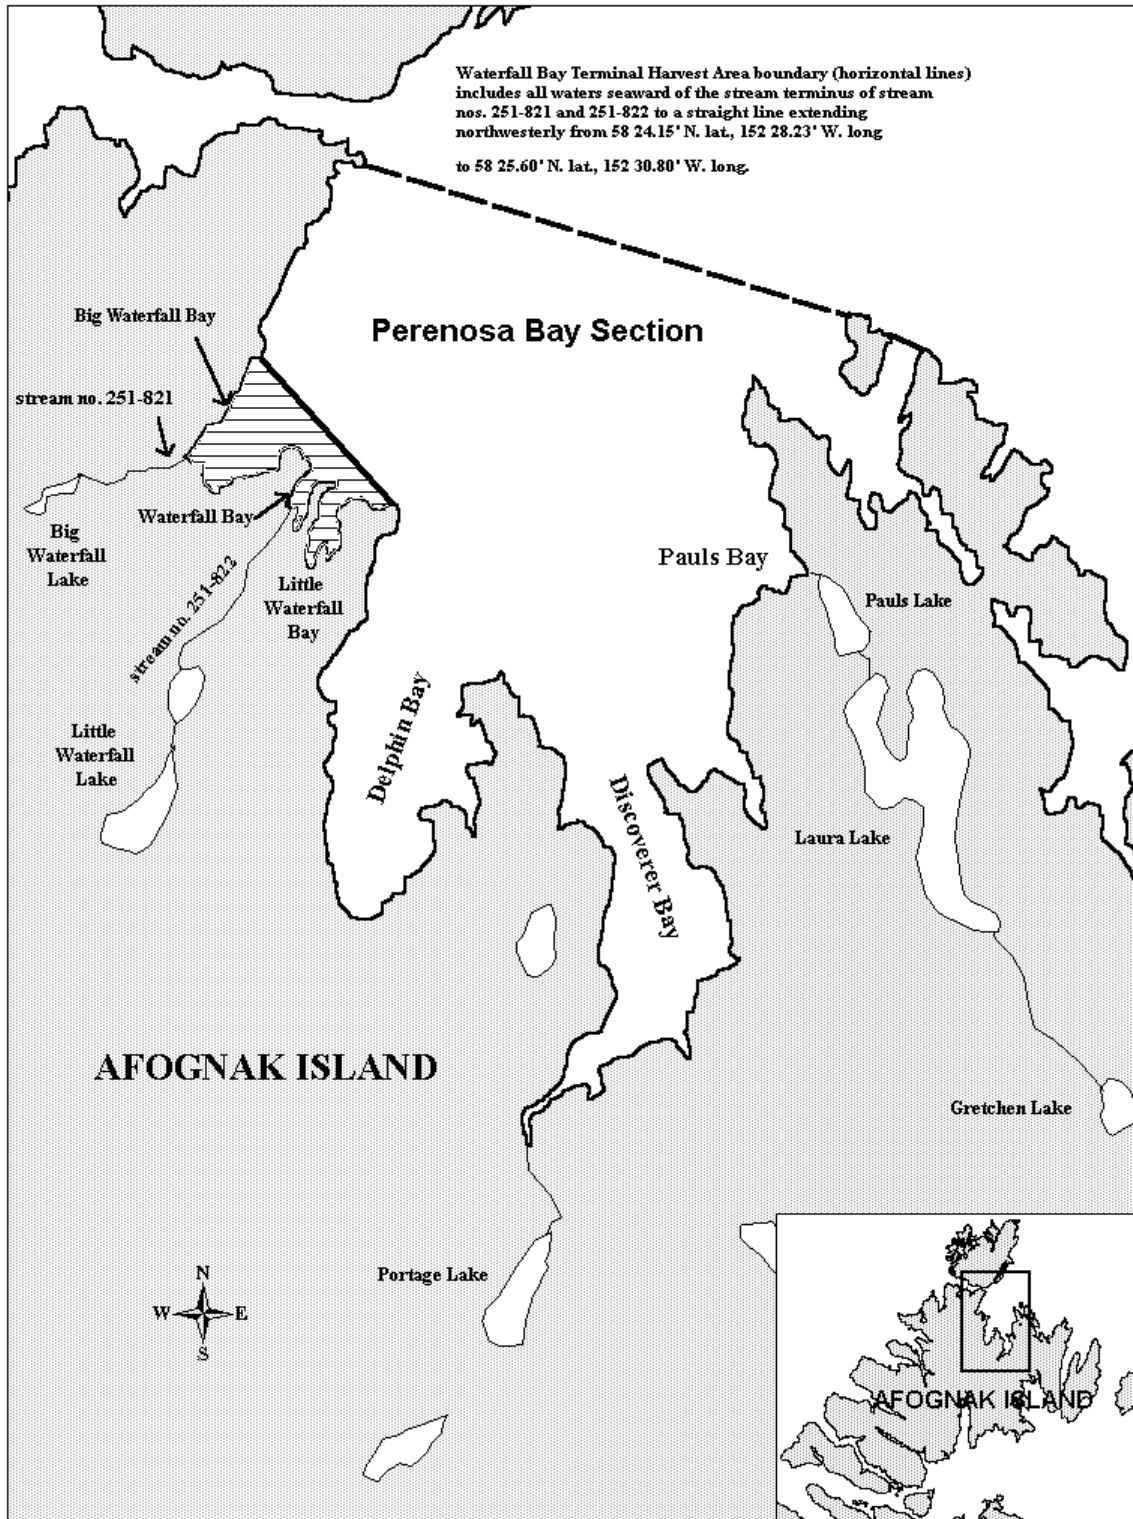 Waterfall Bay Terminal Harvest Area boundary (horizontal lines)
includes all waters seaward of the stream terminus of stream
nos. 251-821 and 251-822 to a straight line extending
northwesterly from 58 24.15' N. lat., 152 28.23' W. long
to 58 25.60' N. lat., 152 30.80' W. long.
Big Waterfall Bay
Perenosa Bay Section
stream no. 251-821
Waterfall Bay
Big
Waterfall
Lake
stream no. 251-822
Little
Waterfall
Bay
Pauls Bay
Pauls Lake
Little
Waterfall
Lake
Delphin Bay
Discoverer Bay
Laura Lake
AFOGNAK ISLAND
Gretchen Lake
Portage Lake
N
W
E
S
AFOGNAK ISLAND